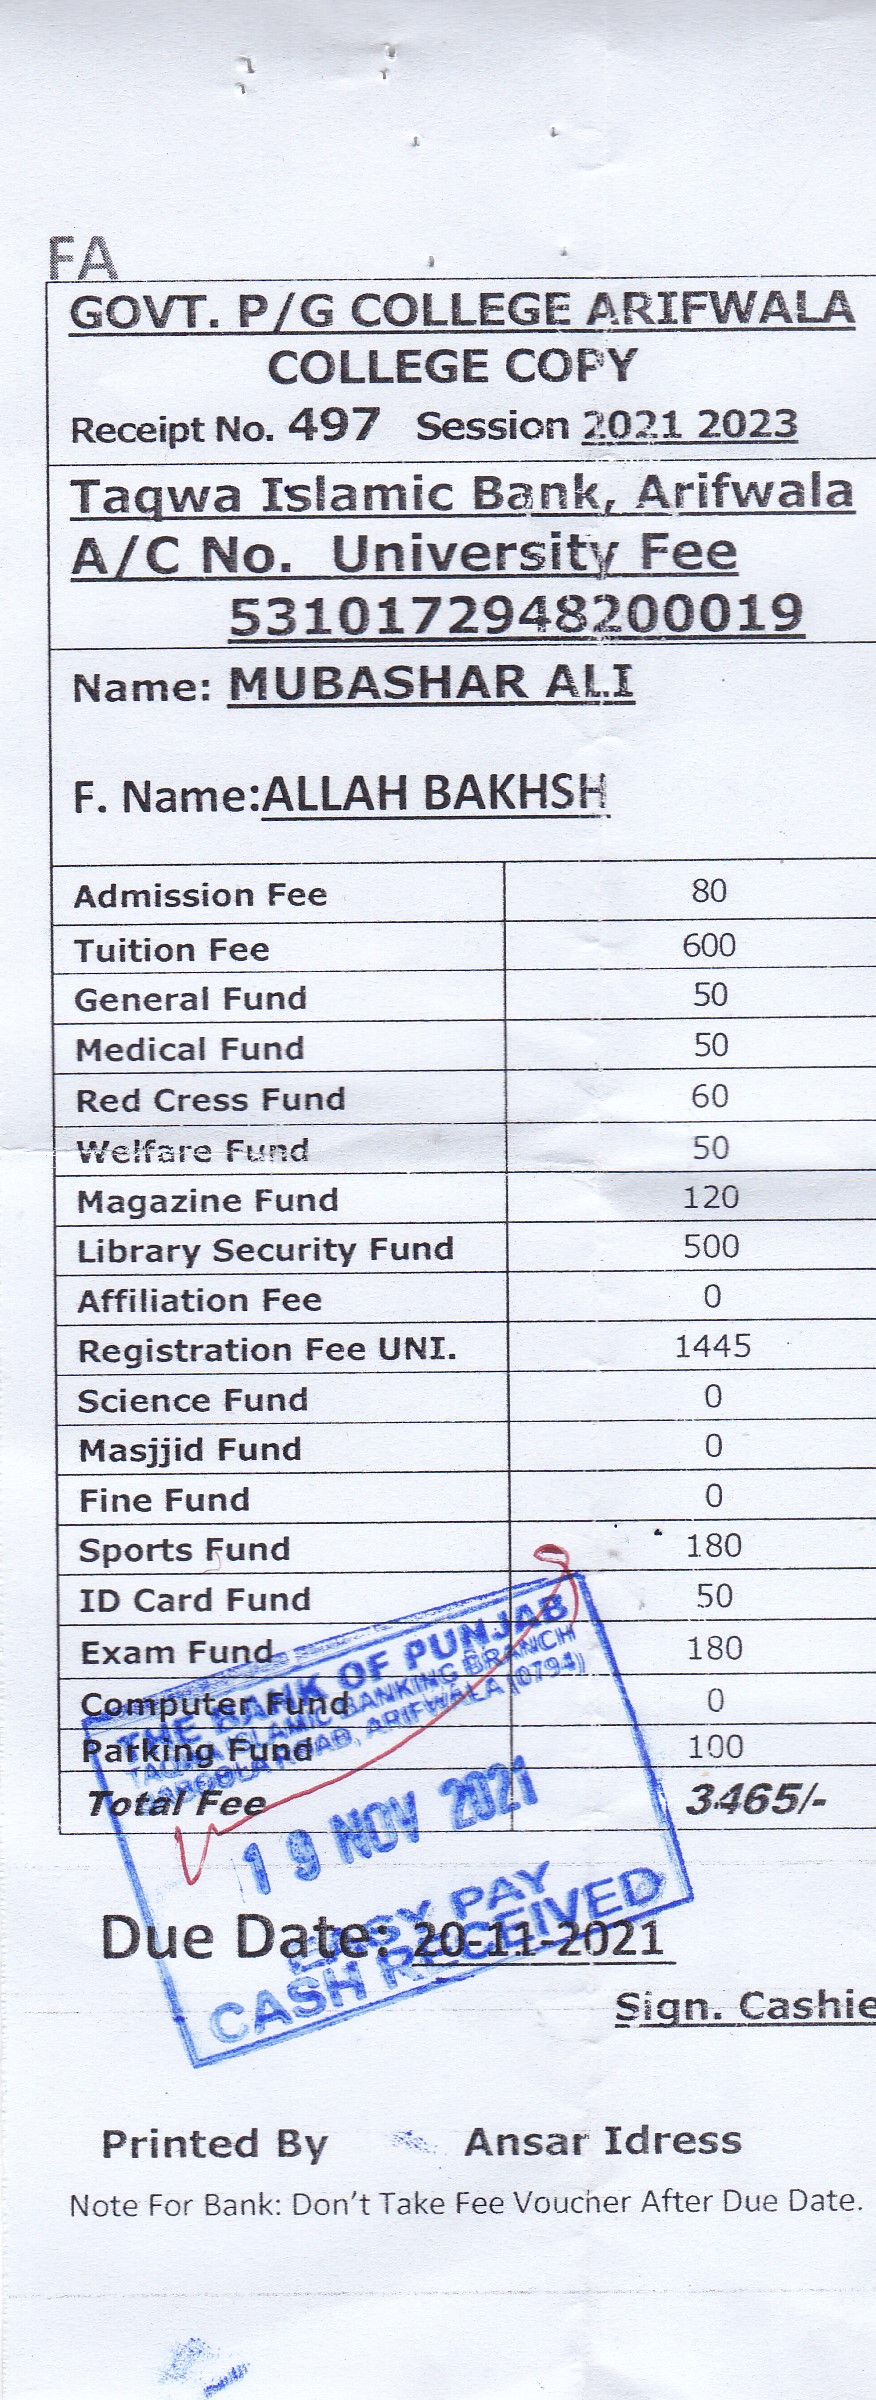 FA
GOVT. P/G COLLEGE ARIFWALA
COLLEGE COPY
Receipt No. 497 Session 2021 2023
Taqwa Islamic Bank, Arifwala
A/C No. University Fee
5310172948200019
Name: MUBASHAR ALI
F. Name:ALLAH BAKHSH
Admission Fee 80
Tuition Fee 600
General Fund 50
Medical Fund 50
Red Cress Fund 60
Welfare Fund 50
Magazine Fund 120
Library Security Fund 500
Affiliation Fee 0
Registration Fee UNI. 1445
Science Fund 0
Masjjid Fund 0
Fine Fund 0
Sports Fund 180
ID Card Fund 50
Exam Fund 180
Computer Fund 0
Parking Fund 100
Total Fee 3465/-
THE BANK OF PUNJAB
TAQWA ISLAMIC BANKING BRANCH
ROAD, ARIFWALA (0794)
19 NOV 2021
EASY PAY
CASH RECEIVED
Due Date: 20-11-2021
Sign. Cashie
Printed By Ansar Idress
Note For Bank: Don't Take Fee Voucher After Due Date.